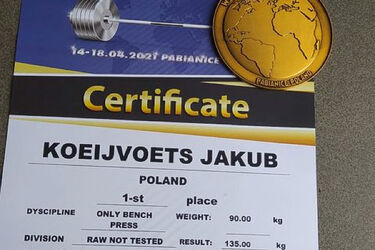 14-18.04.2021 PABIANICE
PABIANICE POLAND
Certificate
KOEIJVOETS JAKUB
POLAND
1-st place
DYSCIPLINE ONLY BENCH PRESS WEIGHT: 90.00 kg
DIVISION RAW NOT TESTED RESULT: 135.00 kg